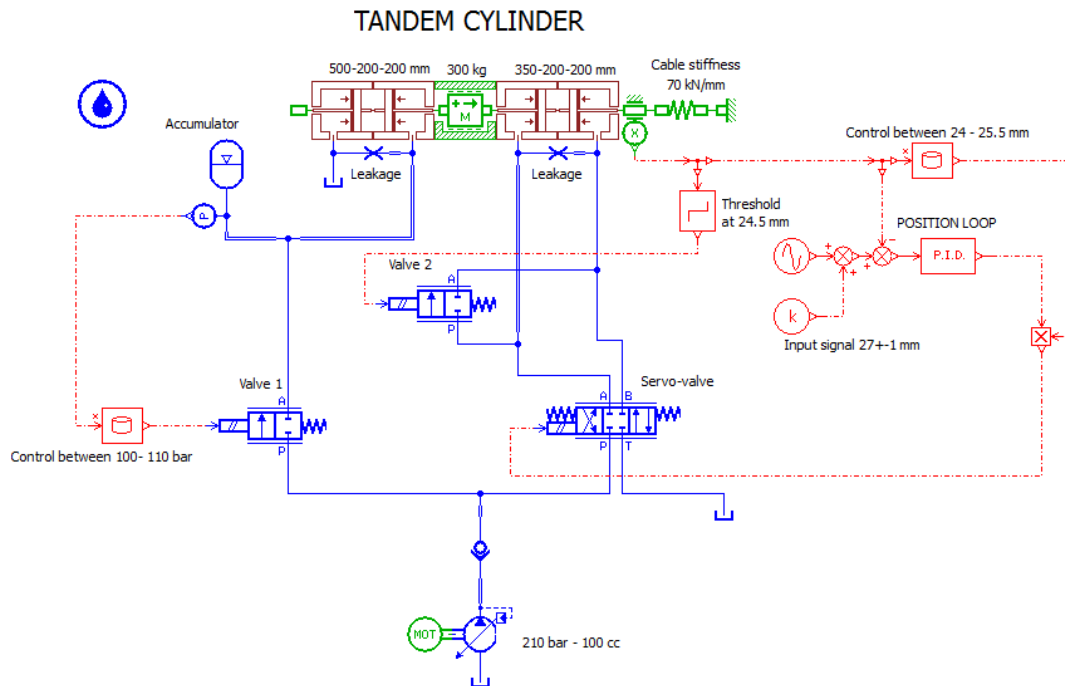 TANDEM CYLINDER
500-200-200 mm
300 kg
350-200-200 mm
Cable stiffness
70 kN/mm
M
Accumulator
X
Control between 24 - 25.5 mm
x
Leakage
Leakage
P
Threshold
at 24.5 mm
POSITION LOOP
Valve 2
A
P
+
+
+
-
P.I.D.
k
Input signal 27+-1 mm
X
Valve 1
A
P
Servo-valve
A B
P T
x
Control between 100- 110 bar
MOT
210 bar - 100 cc